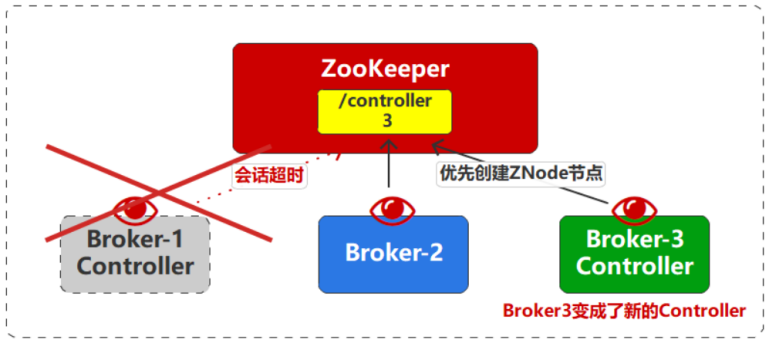 ZooKeeper
/controller
3
会话超时
优先创建ZNode节点
Broker-1
Controller
Broker-2
Broker-3
Controller
Broker3变成了新的Controller